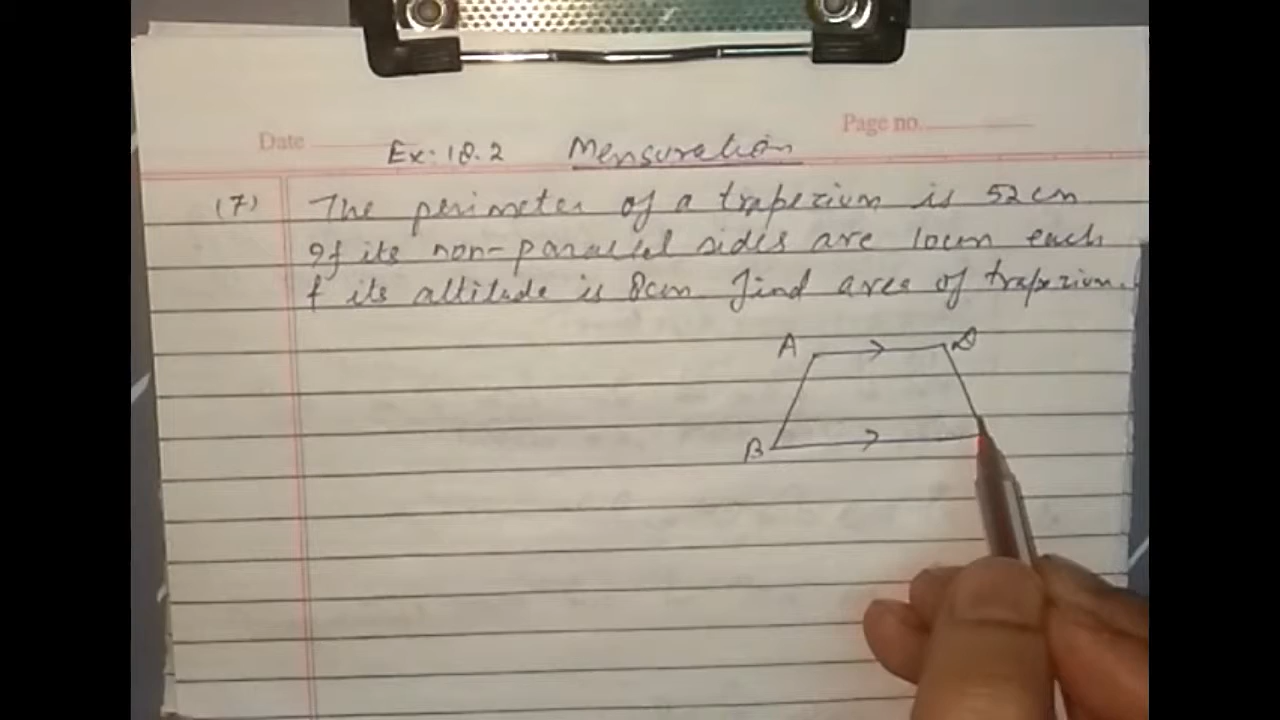 Date
Page no.
Ex: 18.2 Mensuration
(7) The perimeter of a trapezium is 52cm
If its non-parallel sides are 10cm each
& its altitude is 8cm find area of trapezium.
A D
B